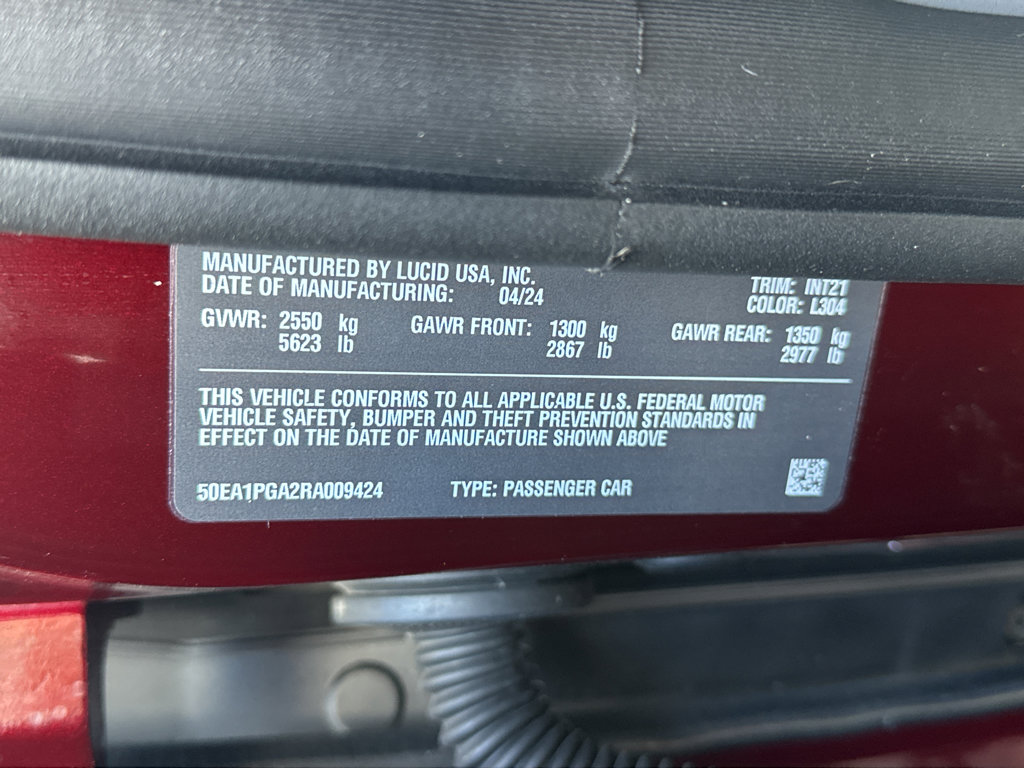 MANUFACTURED BY LUCID USA, INC.
DATE OF MANUFACTURING: 04/24
TRIM: INT21
COLOR: L304
GVWR: 2550 kg GAWR FRONT: 1300 kg GAWR REAR: 1350 kg
5623 lb 2867 lb 2977 lb
THIS VEHICLE CONFORMS TO ALL APPLICABLE U.S. FEDERAL MOTOR
VEHICLE SAFETY, BUMPER AND THEFT PREVENTION STANDARDS IN
EFFECT ON THE DATE OF MANUFACTURE SHOWN ABOVE
50EA1PGA2RA009424 TYPE: PASSENGER CAR